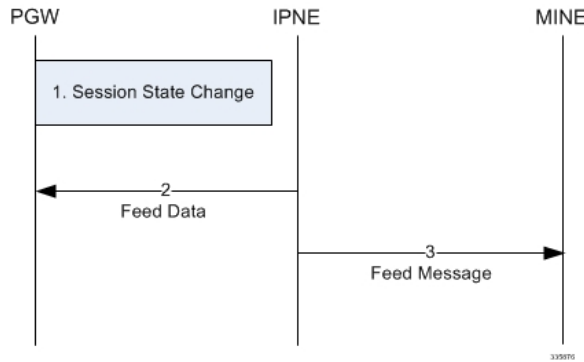 PGW IPNE MINE
1. Session State Change
2
Feed Data
3
Feed Message